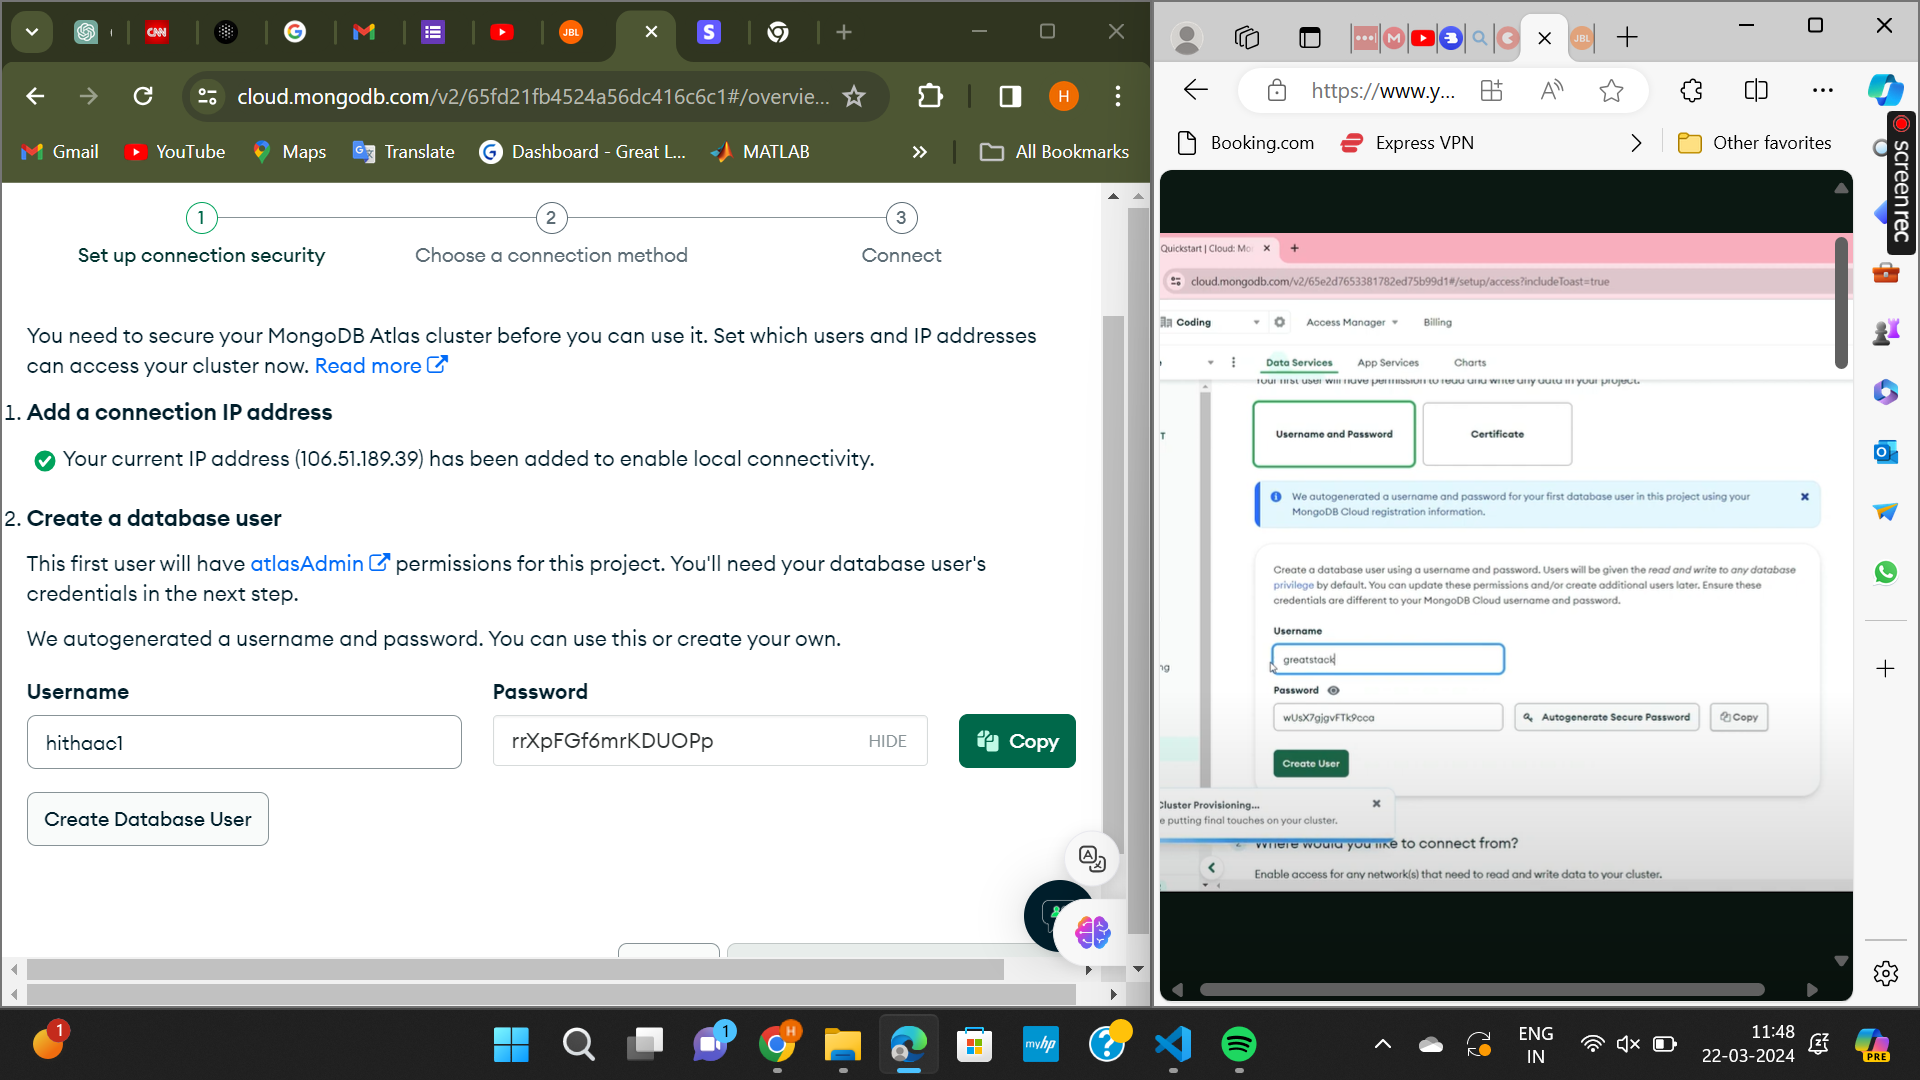 CNN
JBL
S
cloud.mongodb.com/v2/65fd21fb4524a56dc416c6c1#/overvie...
H
Gmail
YouTube
Maps
Translate
Dashboard - Great L...
MATLAB
»
All Bookmarks
1
2
3
Set up connection security
Choose a connection method
Connect
You need to secure your MongoDB Atlas cluster before you can use it. Set which users and IP addresses
can access your cluster now. Read more
1. Add a connection IP address
Your current IP address (106.51.189.39) has been added to enable local connectivity.
2. Create a database user
This first user will have atlasAdmin permissions for this project. You'll need your database user's
credentials in the next step.
We autogenerated a username and password. You can use this or create your own.
Username
Password
hithaac1
rrXpFGf6mrKDUOPp
HIDE
Copy
Create Database User
JBL
https://www.y...
Booking.com
Express VPN
Other favorites
screenrec
Quickstart | Cloud: Mo
cloud.mongodb.com/v2/65e2d7653381782ed75b99d1#/setup/access?includeToast=true
Coding
Access Manager
Billing
Data Services
App Services
Charts
Your first user will have permission to read and write any data in your project.
Username and Password
Certificate
We autogenerated a username and password for your first database user in this project using your
MongoDB Cloud registration information.
Create a database user using a username and password. Users will be given the read and write to any database
privilege by default. You can update these permissions and/or create additional users later. Ensure these
credentials are different to your MongoDB Cloud username and password.
Username
greatstack
ng
Password
wUsX7gjgvFTk9cca
Autogenerate Secure Password
Copy
Create User
Cluster Provisioning...
e putting final touches on your cluster.
2 Where would you like to connect from?
Enable access for any network(s) that need to read and write data to your cluster.
1
1
H
myhp
ENG
IN
11:48
22-03-2024
PRE